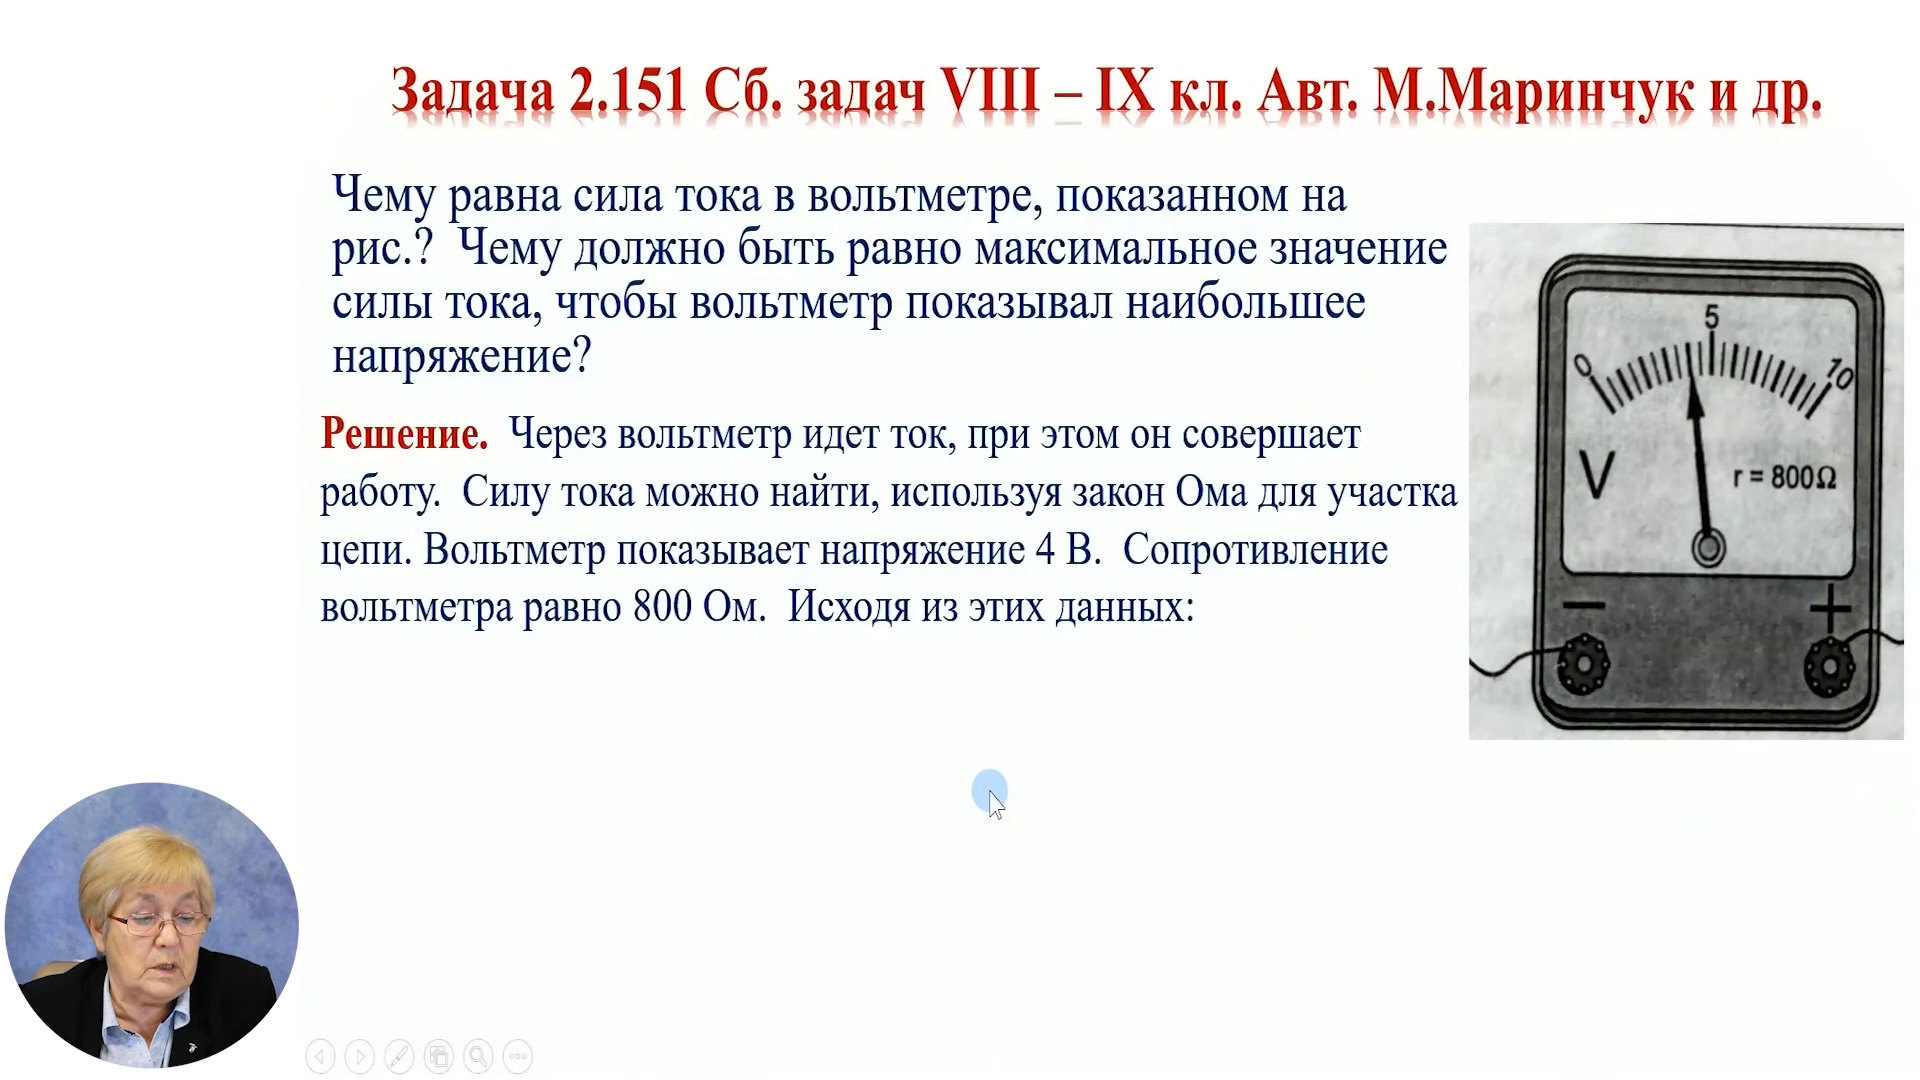 Задача 2.151 Сб. задач VIII – IX кл. Авт. М.Маринчук и др.
Чему равна сила тока в вольтметре, показанном на
рис.?  Чему должно быть равно максимальное значение
силы тока, чтобы вольтметр показывал наибольшее
напряжение?
Решение.  Через вольтметр идет ток, при этом он совершает
работу.  Силу тока можно найти, используя закон Ома для участка
цепи. Вольтметр показывает напряжение 4 В.  Сопротивление
вольтметра равно 800 Ом.  Исходя из этих данных:
0 5 10
V r = 800Ω
– +